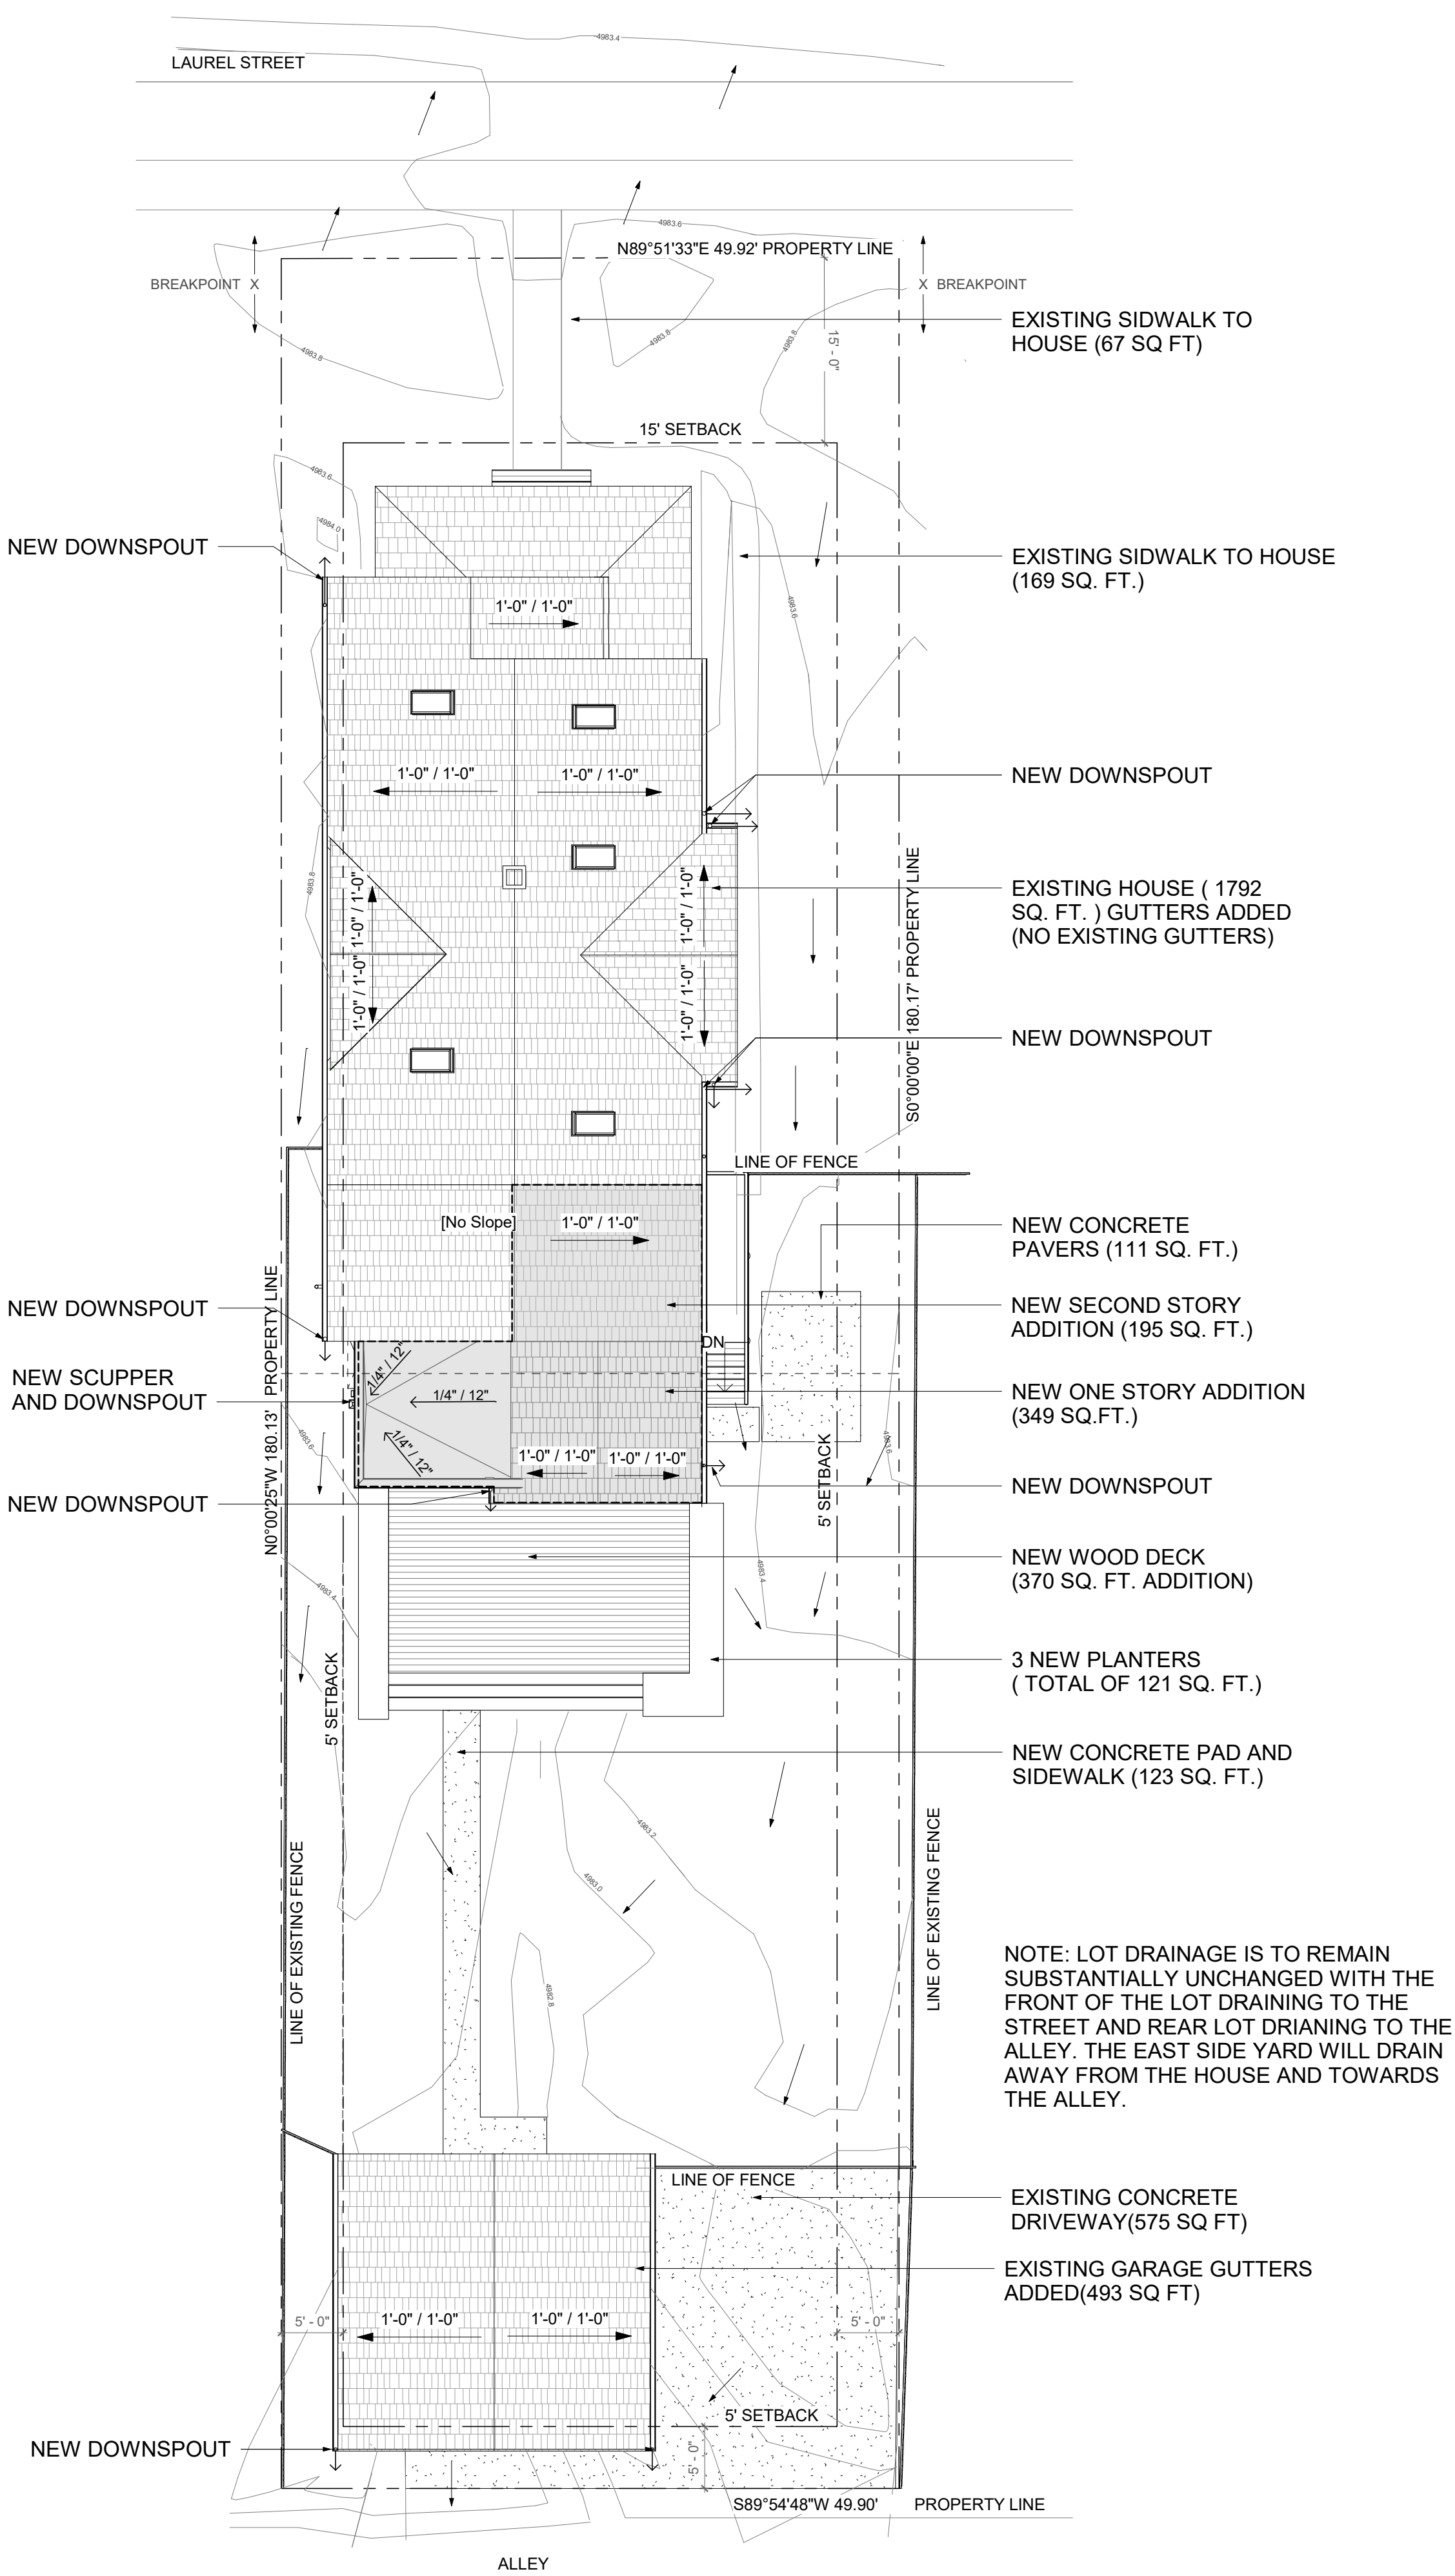 4983.4
LAUREL STREET
4983.6
N89°51'33"E 49.92' PROPERTY LINE
BREAKPOINT X
X BREAKPOINT
EXISTING SIDWALK TO
HOUSE (67 SQ FT)
4983.8
4983.8
4983.8
15' - 0"
15' SETBACK
4983.6
4984.0
NEW DOWNSPOUT
EXISTING SIDWALK TO HOUSE
(169 SQ. FT.)
1'-0" / 1'-0"
4983.6
1'-0" / 1'-0"
1'-0" / 1'-0"
NEW DOWNSPOUT
4983.8
1'-0" / 1'-0"
1'-0" / 1'-0"
1'-0" / 1'-0"
1'-0" / 1'-0"
EXISTING HOUSE ( 1792
SQ. FT. ) GUTTERS ADDED
(NO EXISTING GUTTERS)
S0°00'00"E 180.17' PROPERTY LINE
NEW DOWNSPOUT
LINE OF FENCE
[No Slope]
1'-0" / 1'-0"
NEW CONCRETE
PAVERS (111 SQ. FT.)
NEW DOWNSPOUT
NEW SECOND STORY
ADDITION (195 SQ. FT.)
DN
N0°00'25"W 180.13' PROPERTY LINE
NEW SCUPPER
AND DOWNSPOUT
1/4" / 12"
1/4" / 12"
1/4" / 12"
NEW ONE STORY ADDITION
(349 SQ.FT.)
4983.6
4983.6
1'-0" / 1'-0"
1'-0" / 1'-0"
5' SETBACK
NEW DOWNSPOUT
NEW DOWNSPOUT
4983.4
4983.4
NEW WOOD DECK
(370 SQ. FT. ADDITION)
5' SETBACK
3 NEW PLANTERS
( TOTAL OF 121 SQ. FT.)
NEW CONCRETE PAD AND
SIDEWALK (123 SQ. FT.)
4983.2
4983.0
4982.8
LINE OF EXISTING FENCE
LINE OF EXISTING FENCE
NOTE: LOT DRAINAGE IS TO REMAIN
SUBSTANTIALLY UNCHANGED WITH THE
FRONT OF THE LOT DRAINING TO THE
STREET AND REAR LOT DRIANING TO THE
ALLEY. THE EAST SIDE YARD WILL DRAIN
AWAY FROM THE HOUSE AND TOWARDS
THE ALLEY.
LINE OF FENCE
EXISTING CONCRETE
DRIVEWAY(575 SQ FT)
EXISTING GARAGE GUTTERS
ADDED(493 SQ FT)
5' - 0"
1'-0" / 1'-0"
1'-0" / 1'-0"
5' - 0"
5' SETBACK
NEW DOWNSPOUT
5' - 0"
S89°54'48"W 49.90' PROPERTY LINE
ALLEY